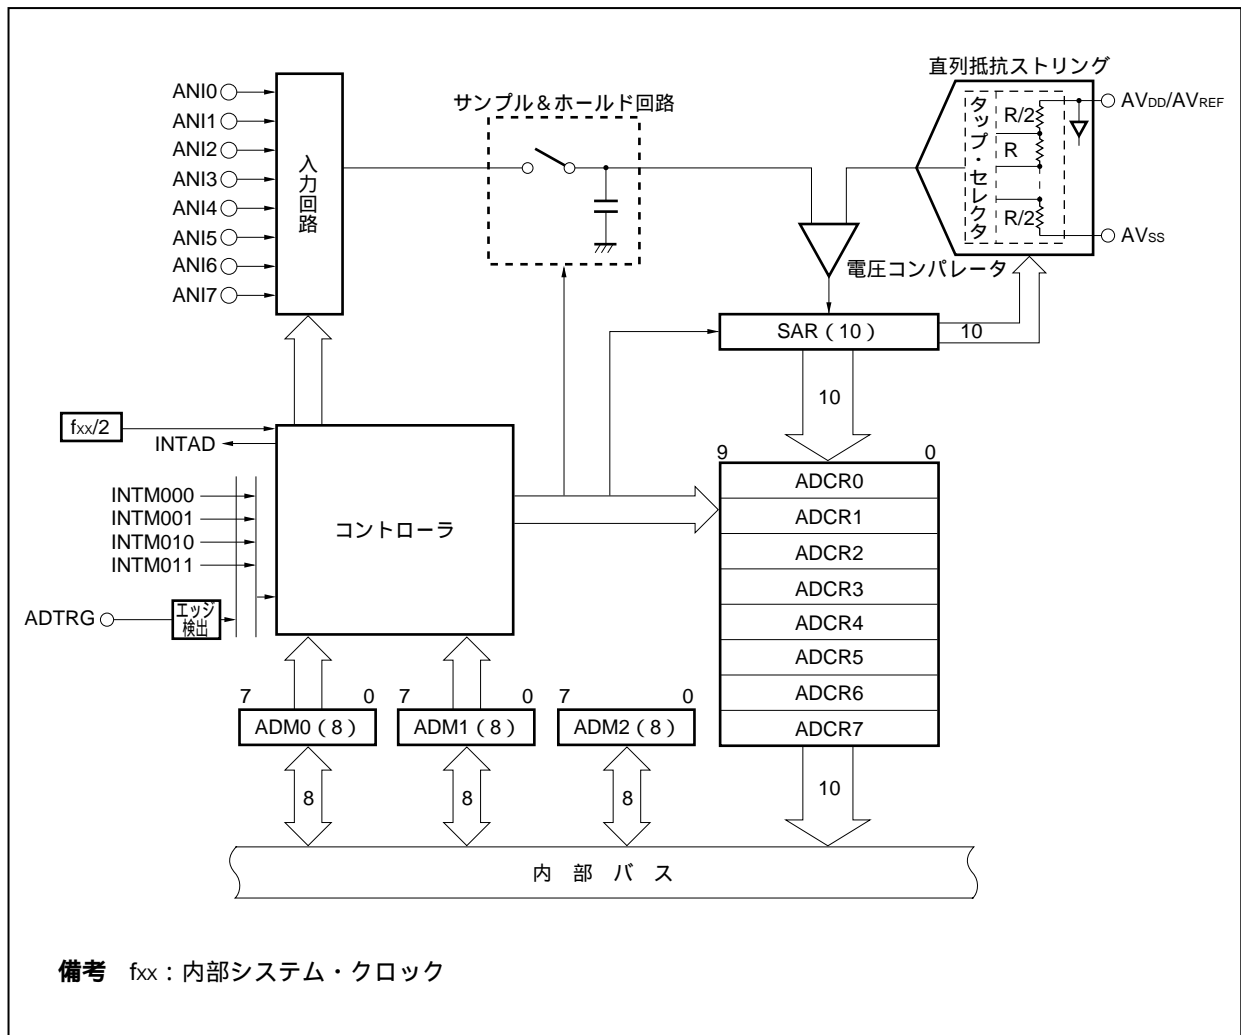 直列抵抗ストリング
ANI0
ANI1
ANI2
ANI3
ANI4
ANI5
ANI6
ANI7
入力回路
サンプル＆ホールド回路
タップ・セレクタ
R/2
R
R/2
AVDD/AVREF
AVSS
電圧コンパレータ
SAR（10）
10
10
fxx/2
INTAD
INTM000
INTM001
INTM010
INTM011
ADTRG
エッジ
検出
コントローラ
9 0
ADCR0
ADCR1
ADCR2
ADCR3
ADCR4
ADCR5
ADCR6
ADCR7
7 0
ADM0（8）
7 0
ADM1（8）
7 0
ADM2（8）
8
8
8
10
内 部 バ ス
備考 fxx：内部システム・クロック